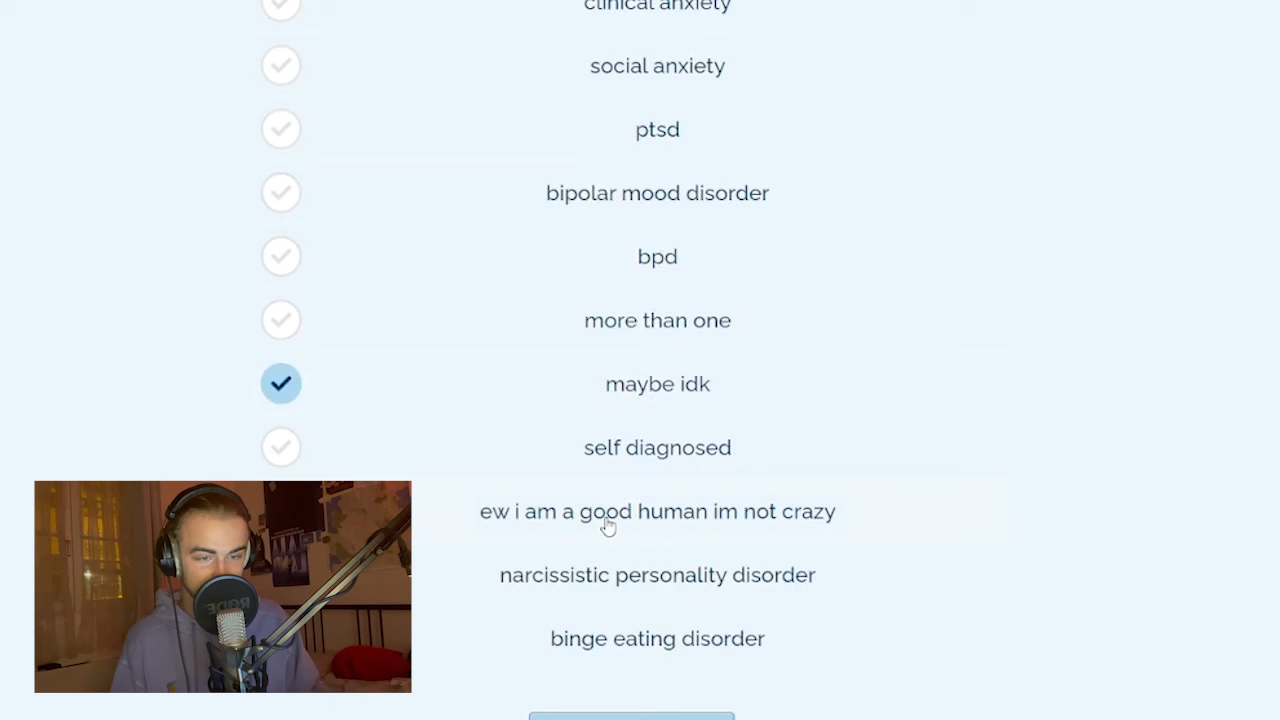 clinical anxiety
social anxiety
ptsd
bipolar mood disorder
bpd
more than one
maybe idk
self diagnosed
ew i am a good human im not crazy
narcissistic personality disorder
binge eating disorder
RODE